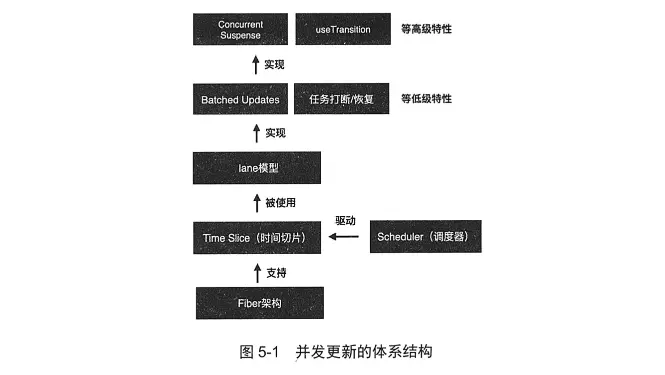 Concurrent
Suspense
useTransition
等高级特性
实现
Batched Updates
任务打断/恢复
等低级特性
实现
lane模型
被使用
Time Slice（时间切片）
驱动
Scheduler（调度器）
支持
Fiber架构
图 5-1 并发更新的体系结构